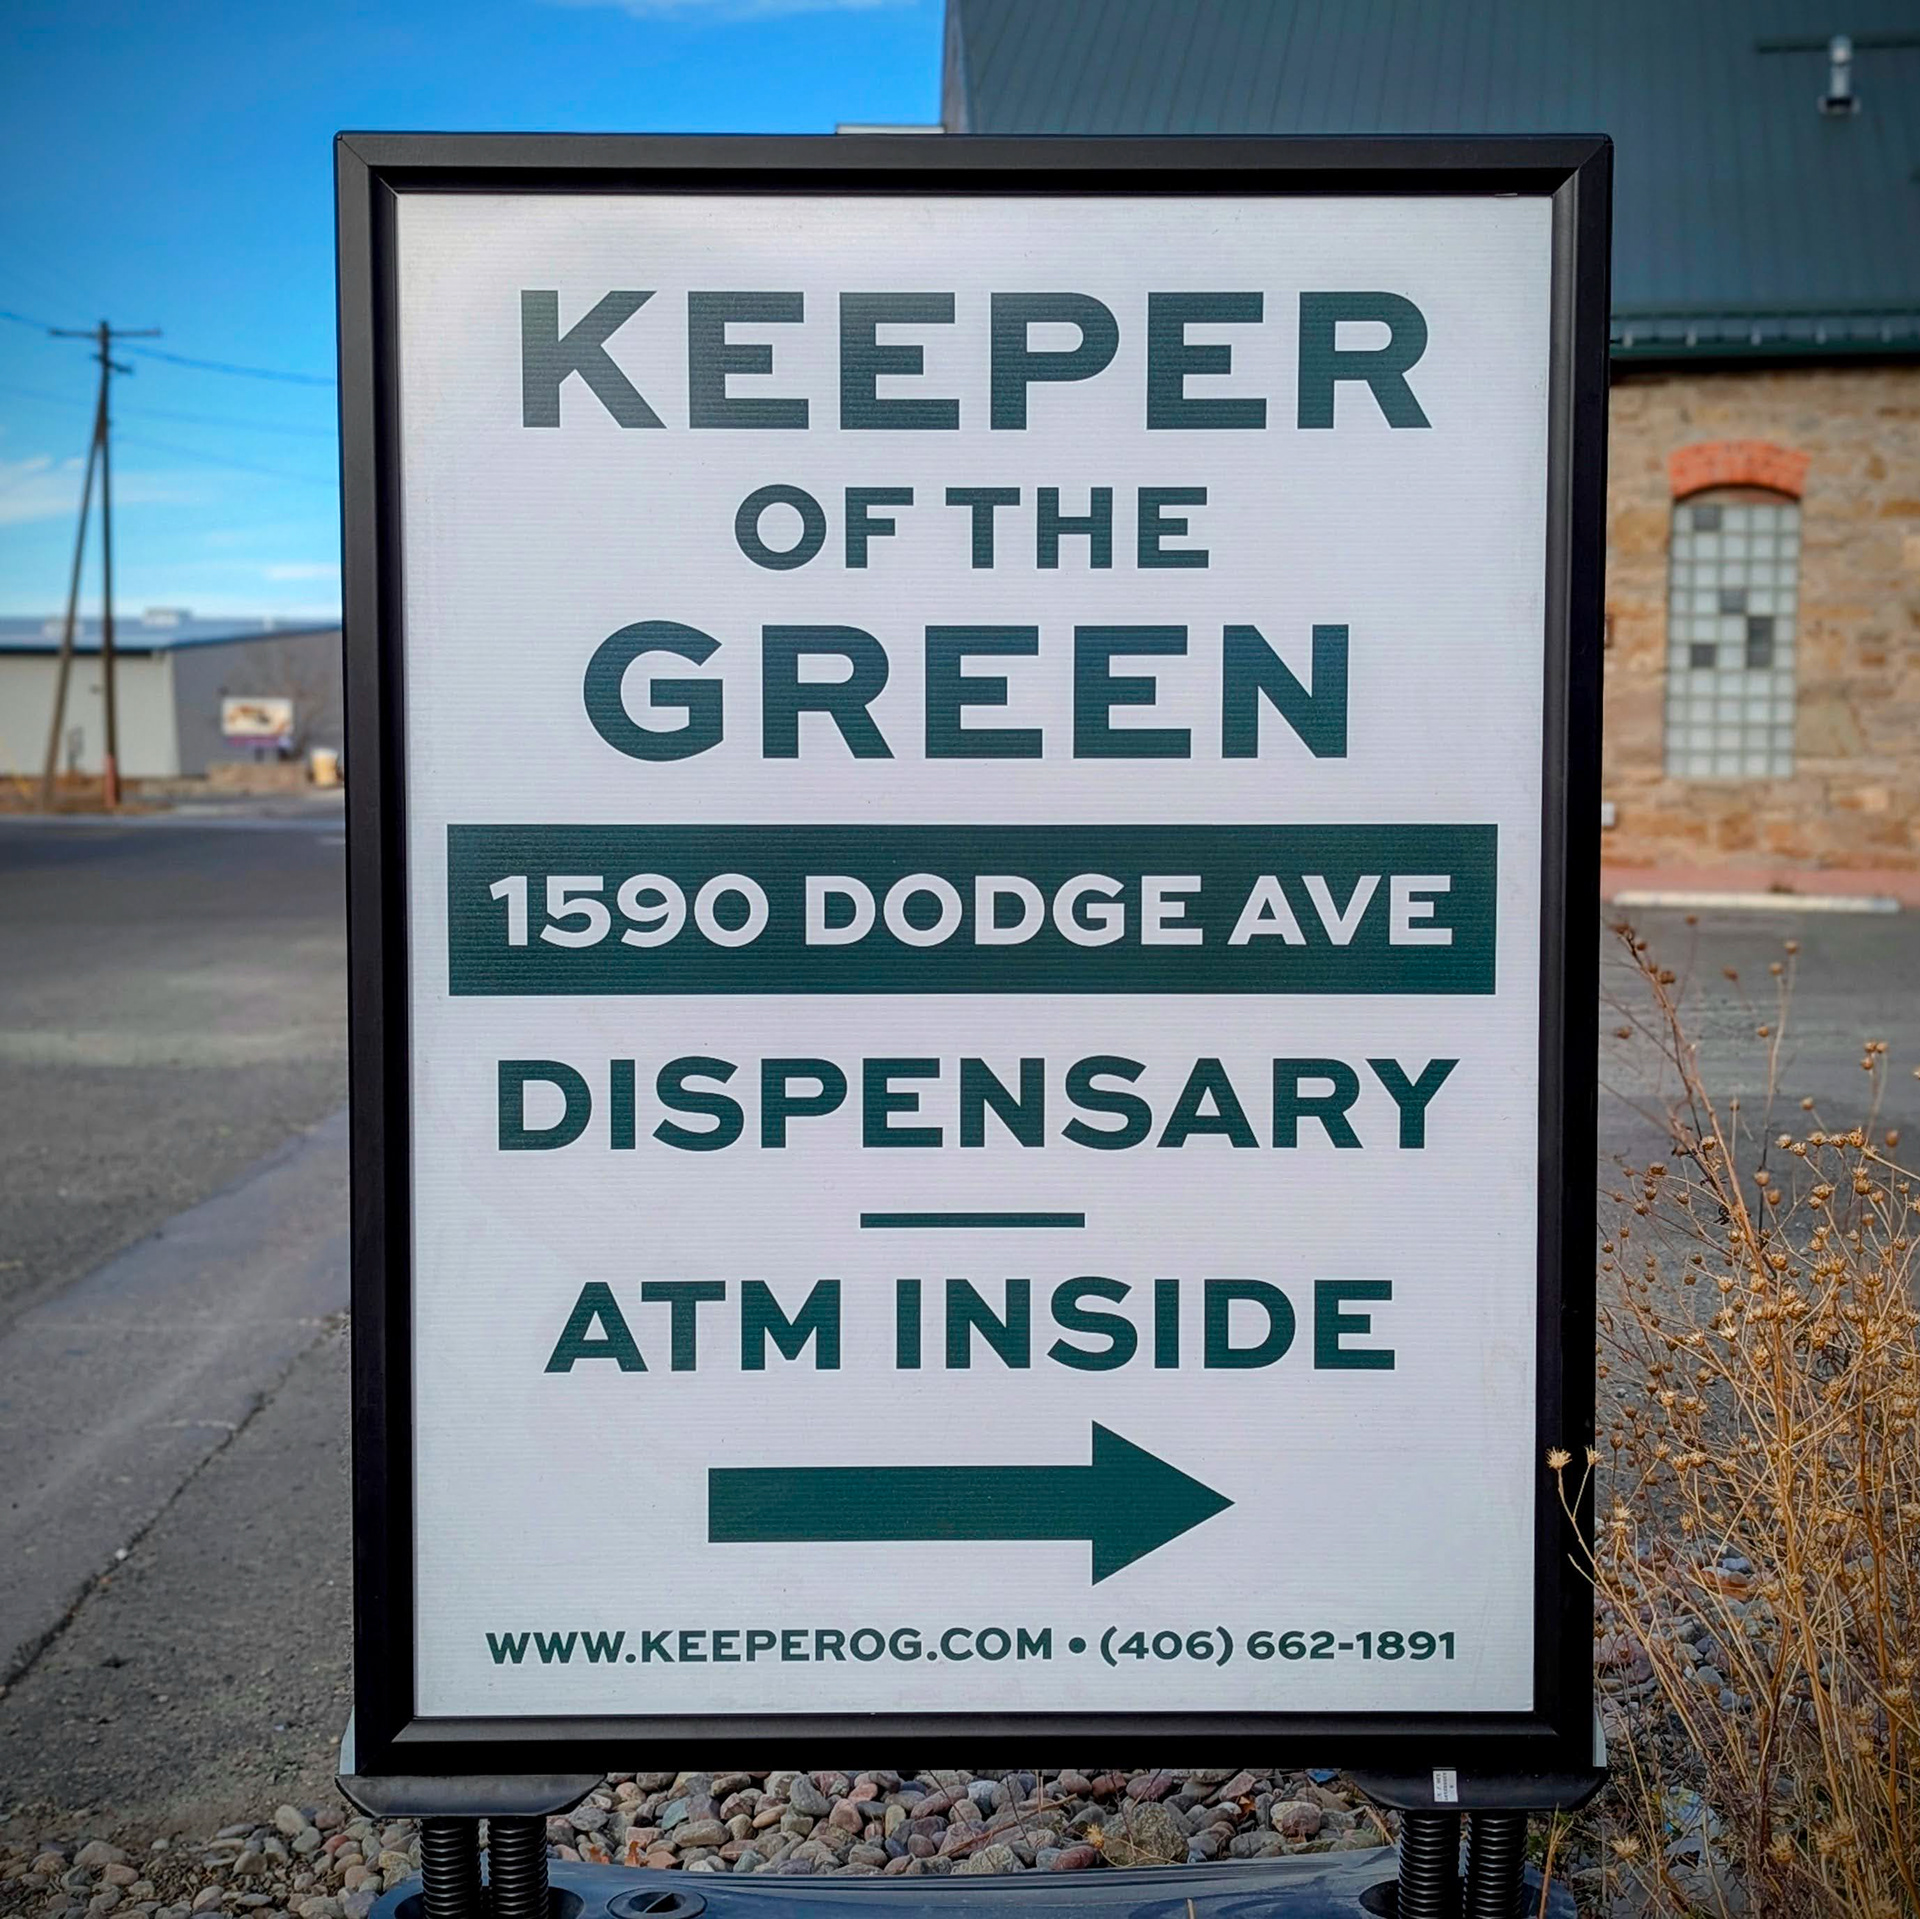 KEEPER
OF THE
GREEN
1590 DODGE AVE
DISPENSARY
ATM INSIDE
WWW.KEEPEROG.COM • (406) 662-1891